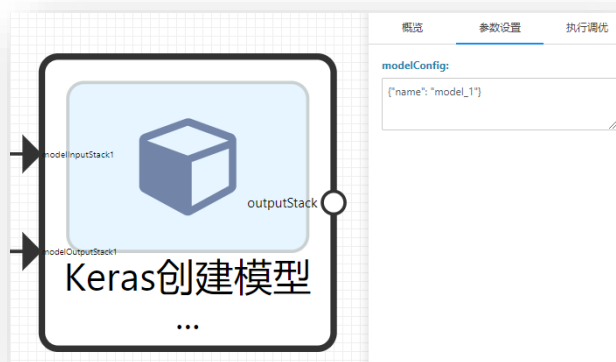 概览 参数设置 执行调优
modelConfig:
{"name": "model_1"}
modelInputStack1
outputStack
modelOutputStack1
Keras创建模型
...